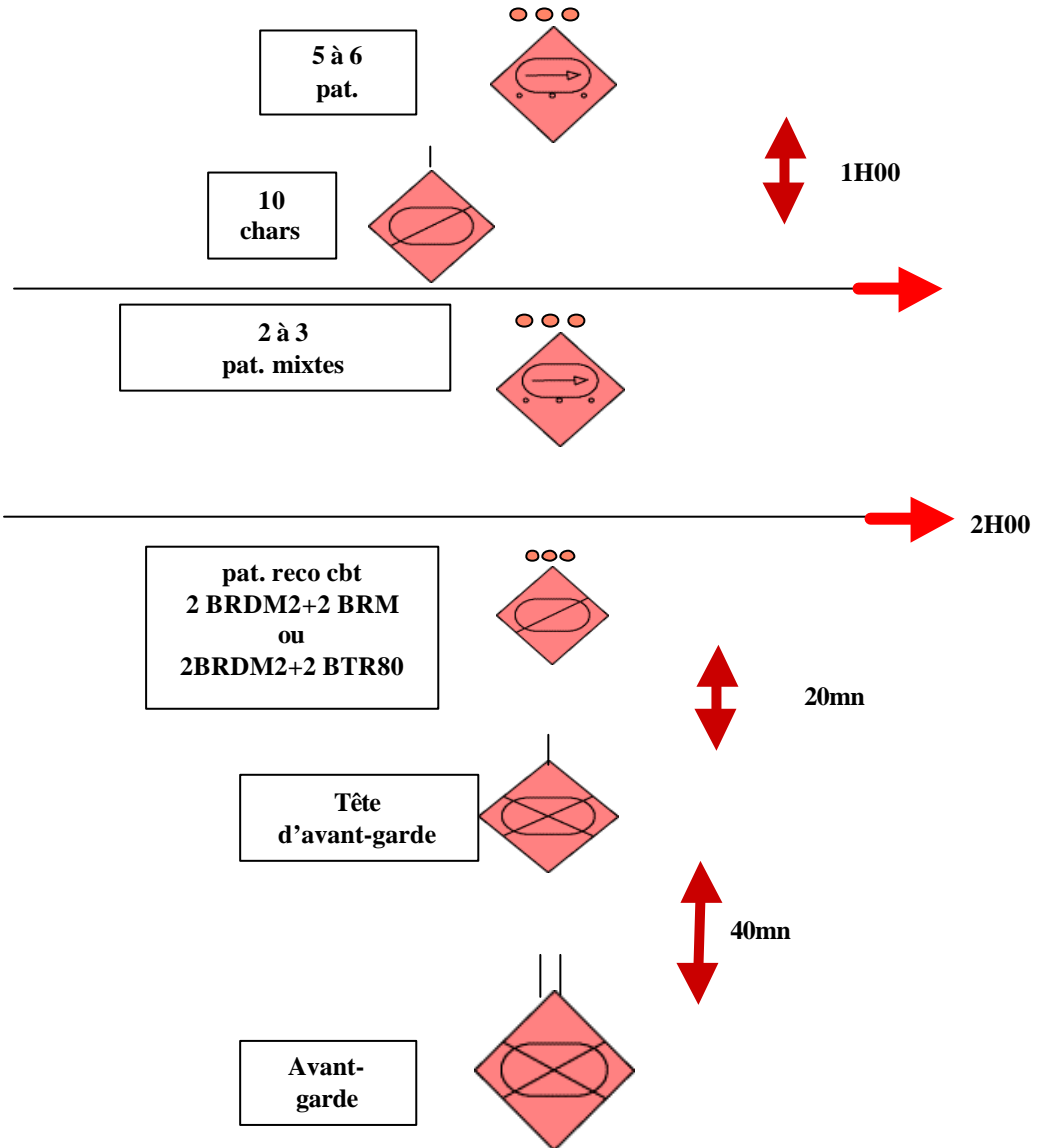 5 à 6
pat.
1H00
10
chars
2 à 3
pat. mixtes
2H00
pat. reco cbt
2 BRDM2+2 BRM
ou
2BRDM2+2 BTR80
20mn
Tête
d’avant-garde
40mn
Avant-
garde